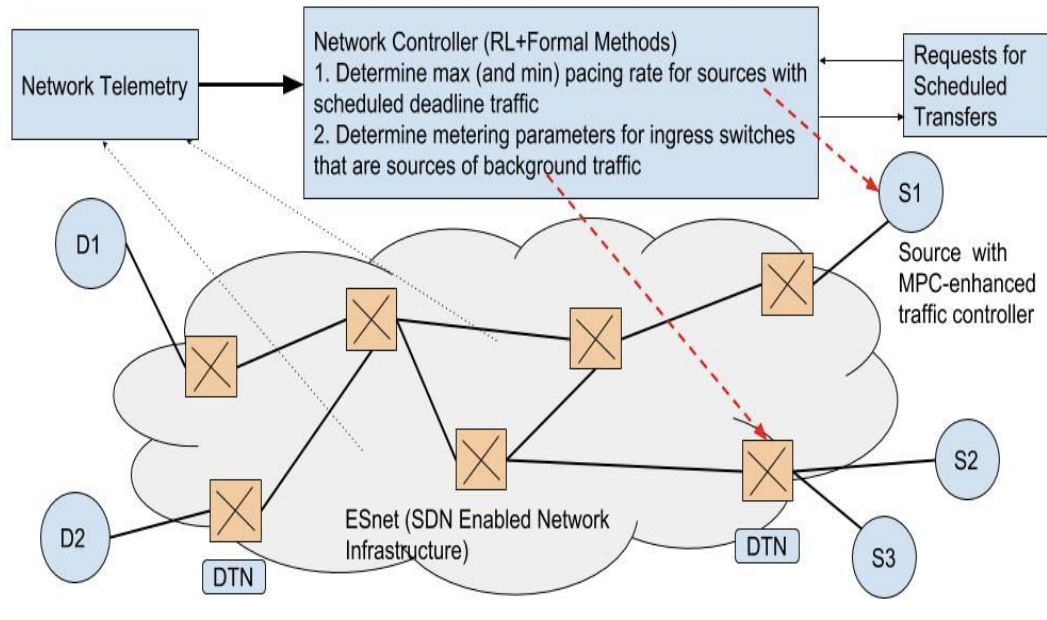 Network Telemetry
Network Controller (RL+Formal Methods)
1. Determine max (and min) pacing rate for sources with
scheduled deadline traffic
2. Determine metering parameters for ingress switches
that are sources of background traffic
Requests for
Scheduled
Transfers
S1
D1
Source with
MPC-enhanced
traffic controller
S2
D2
ESnet (SDN Enabled Network
Infrastructure)
DTN
DTN
S3